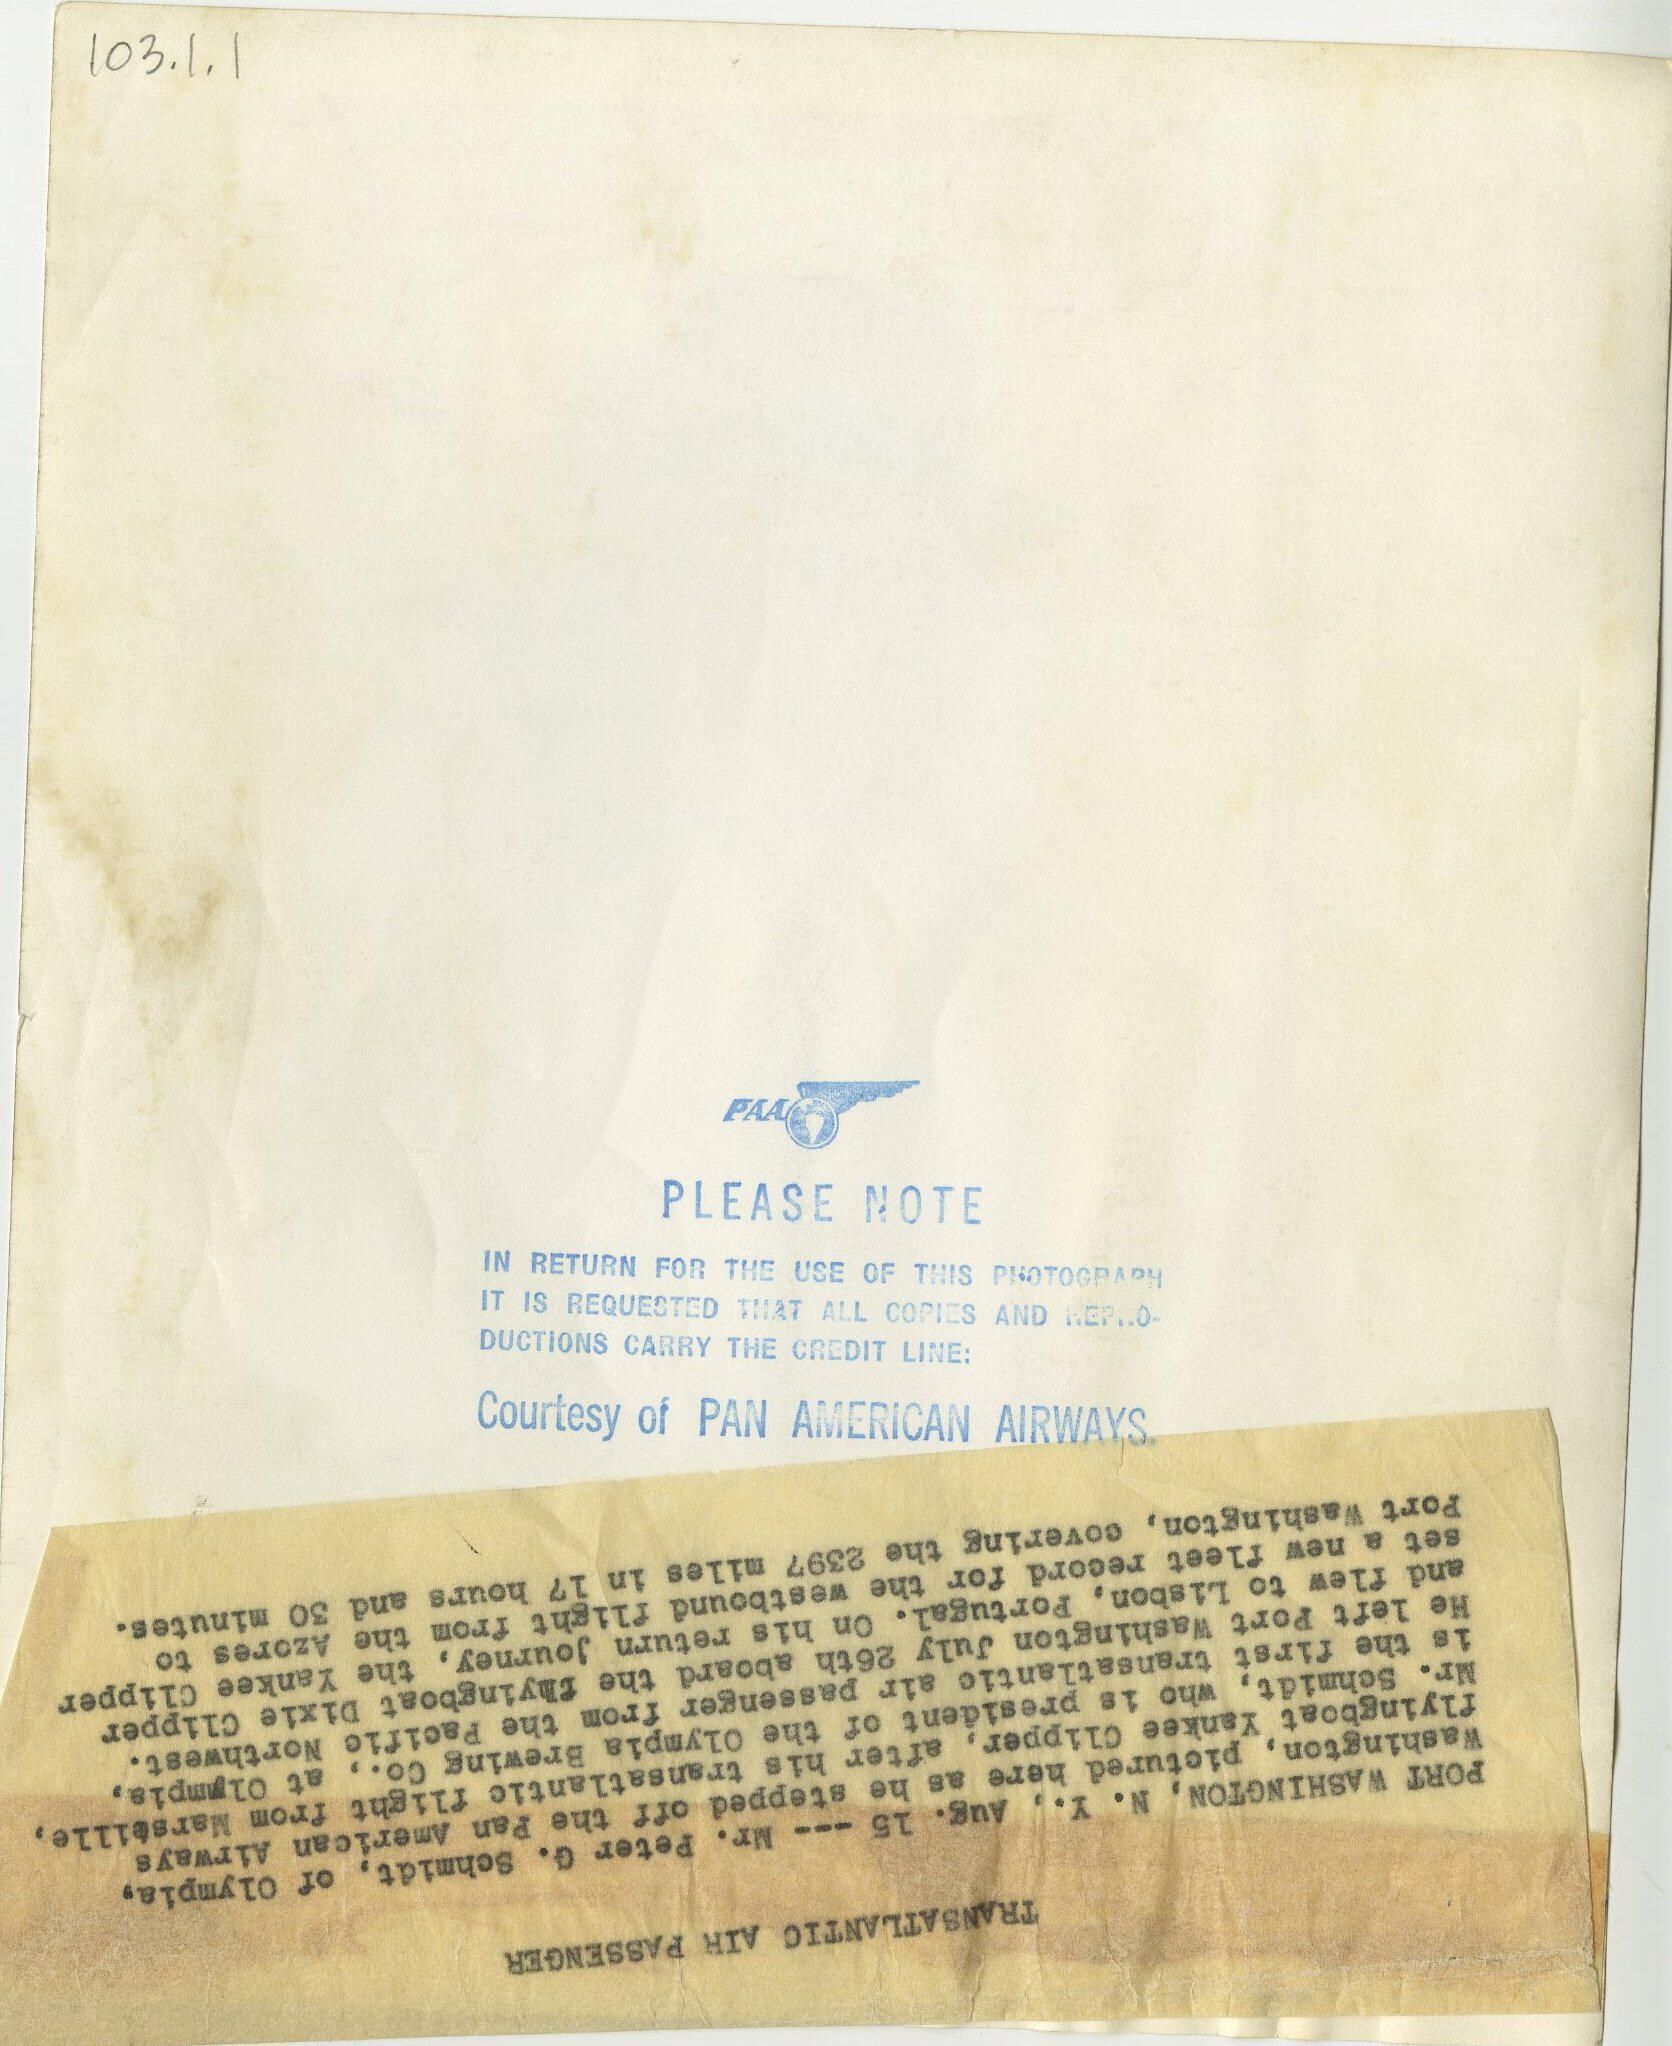 103.1.1
PAA
PLEASE NOTE
IN RETURN FOR THE USE OF THIS PHOTOGRAPH
IT IS REQUESTED THAT ALL COPIES AND REPRO-
DUCTIONS CARRY THE CREDIT LINE:
Courtesy of PAN AMERICAN AIRWAYS.
TRANSATLANTIC AIR PASSENGER
PORT WASHINGTON, N. Y., Aug. 15 --- Mr. Peter G. Schmidt, of Olympia,
Washington, pictured here as he stepped off the Pan American Airways
flyingboat Yankee Clipper, after his transatlantic flight from Marseille,
Mr. Schmidt, who is president of the Olympia Brewing Co., at Olympia,
is the first transatlantic air passenger from the Pacific Northwest.
He left Port Washington July 26th aboard the flyingboat Dixie Clipper
and flew to Lisbon, Portugal. On his return journey, the Yankee Clipper
set a new fleet record for the westbound flight from the Azores to
Port Washington, covering the 2397 miles in 17 hours and 30 minutes.